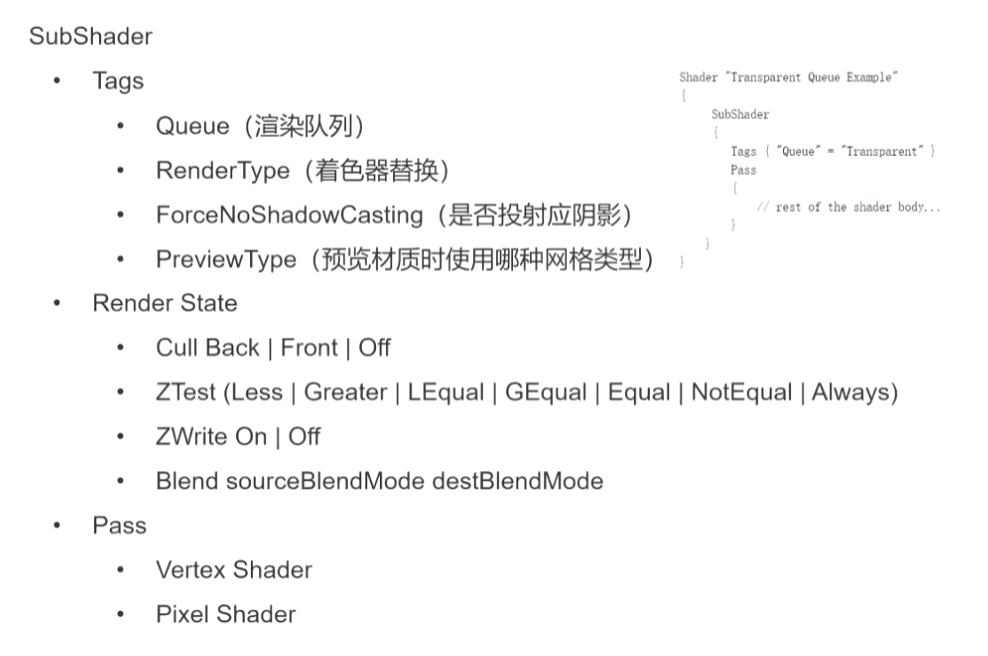 SubShader
• Tags
• Queue（渲染队列）
• RenderType（着色器替换）
• ForceNoShadowCasting（是否投射应阴影）
• PreviewType（预览材质时使用哪种网格类型）
• Render State
• Cull Back | Front | Off
• ZTest (Less | Greater | LEqual | GEqual | Equal | NotEqual | Always)
• ZWrite On | Off
• Blend sourceBlendMode destBlendMode
• Pass
• Vertex Shader
• Pixel Shader
Shader "Transparent Queue Example"
{
SubShader
{
Tags { "Queue" = "Transparent" }
Pass
{
// rest of the shader body...
}
}
}